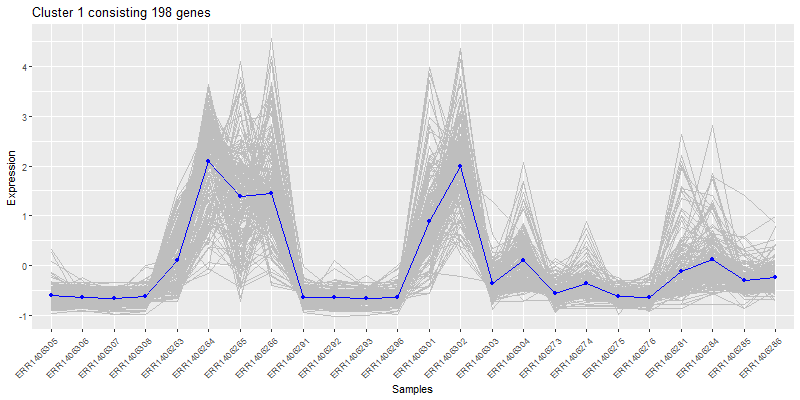 Cluster 1 consisting 198 genes
Expression
4
3
2
1
0
-1
ERR1406305
ERR1406306
ERR1406307
ERR1406308
ERR1406263
ERR1406264
ERR1406265
ERR1406266
ERR1406291
ERR1406292
ERR1406295
ERR1406296
ERR1406301
ERR1406302
ERR1406303
ERR1406304
ERR1406273
ERR1406274
ERR1406275
ERR1406276
ERR1406281
ERR1406284
ERR1406285
ERR1406286
Samples